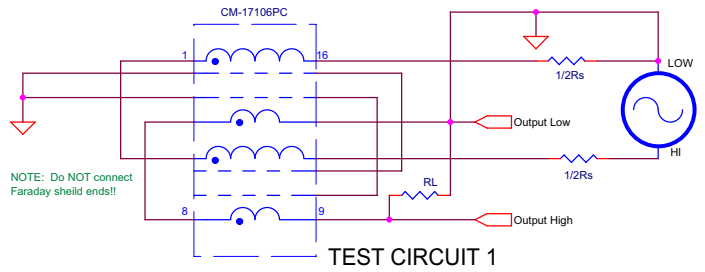 CM-17106PC
1
16
1/2Rs
LOW
Output Low
HI
1/2Rs
NOTE: Do NOT connect
Faraday sheild ends!!
RL
8
9
Output High
TEST CIRCUIT 1